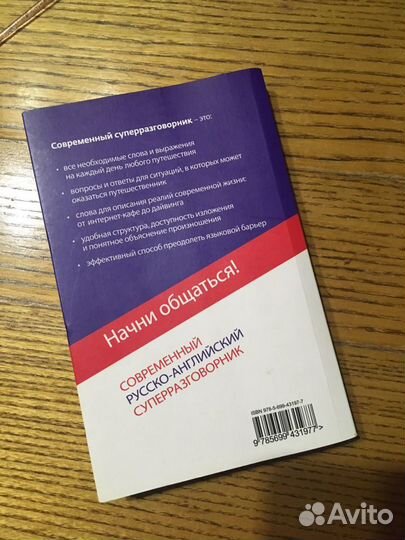 Современный суперразговорник – это:
• все необходимые слова и выражения
на каждый день любого путешествия
• вопросы и ответы для ситуаций, в которых может
оказаться путешественник
• слова для описания реалий современной жизни:
от интернет-кафе до дайвинга
• удобная структура, доступность изложения
и понятное объяснение произношения
• эффективный способ преодолеть языковой барьер
Начни общаться!
СОВРЕМЕННЫЙ
РУССКО-АНГЛИЙСКИЙ
СУПЕРРАЗГОВОРНИК
ISBN 978-5-699-43197-7
9 785699 431977 >
Avito